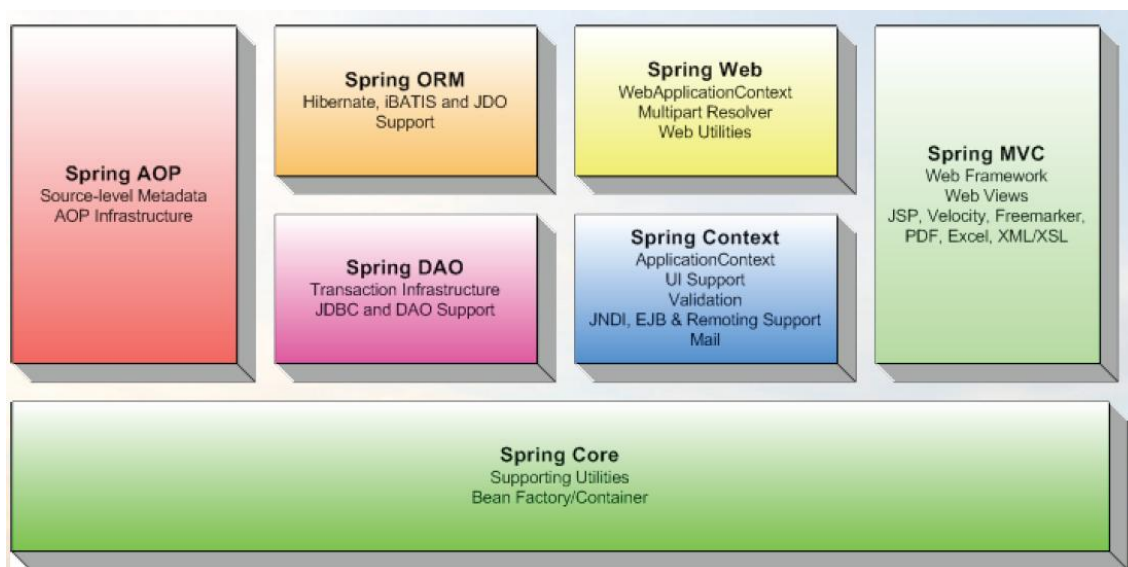 Spring AOP
Source-level Metadata
AOP Infrastructure
Spring ORM
Hibernate, iBATIS and JDO
Support
Spring DAO
Transaction Infrastructure
JDBC and DAO Support
Spring Web
WebApplicationContext
Multipart Resolver
Web Utilities
Spring Context
ApplicationContext
UI Support
Validation
JNDI, EJB & Remoting Support
Mail
Spring MVC
Web Framework
Web Views
JSP, Velocity, Freemarker,
PDF, Excel, XML/XSL
Spring Core
Supporting Utilities
Bean Factory/Container